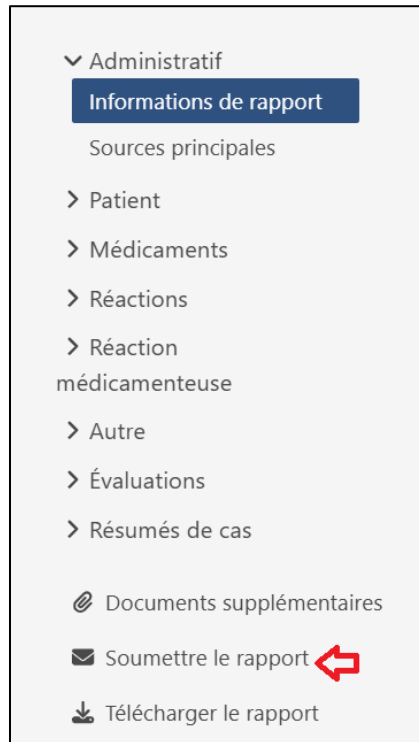 Administratif
Informations de rapport
Sources principales
Patient
Médicaments
Réactions
Réaction
médicamenteuse
Autre
Évaluations
Résumés de cas
Documents supplémentaires
Soumettre le rapport
Télécharger le rapport